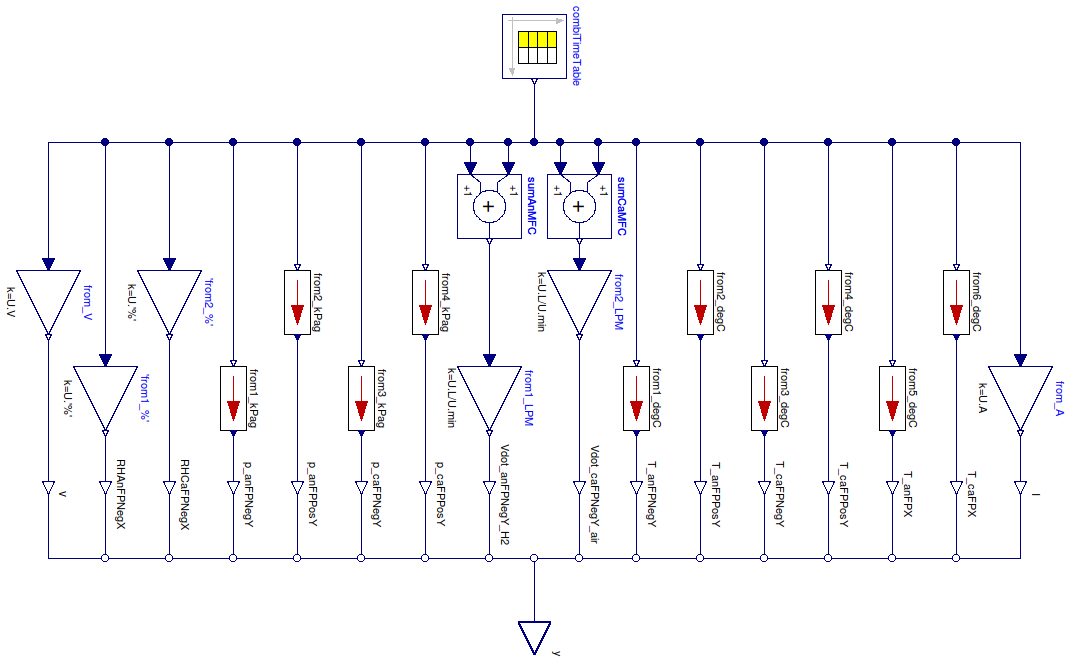 combiTimeTable
sumAnMFC
+1
+1
+
sumCaMFC
+1
+1
+
from_V
k=U.V
'from2_%'
k=U.'%'
from2_kPag
from4_kPag
from2_LPM
k=U.L/U.min
from2_degC
from4_degC
from6_degC
'from1_%'
k=U.'%'
from1_kPag
from3_kPag
from1_LPM
k=U.L/U.min
from1_degC
from3_degC
from5_degC
from_A
k=U.A
v
RHAnFPNegX
RHCaFPNegX
p_anFPNegY
p_anFPPosY
p_caFPNegY
p_caFPPosY
Vdot_anFPNegY_H2
Vdot_caFPNegY_air
T_anFPNegY
T_anFPPosY
T_caFPNegY
T_caFPPosY
T_anFPX
T_caFPX
I
y